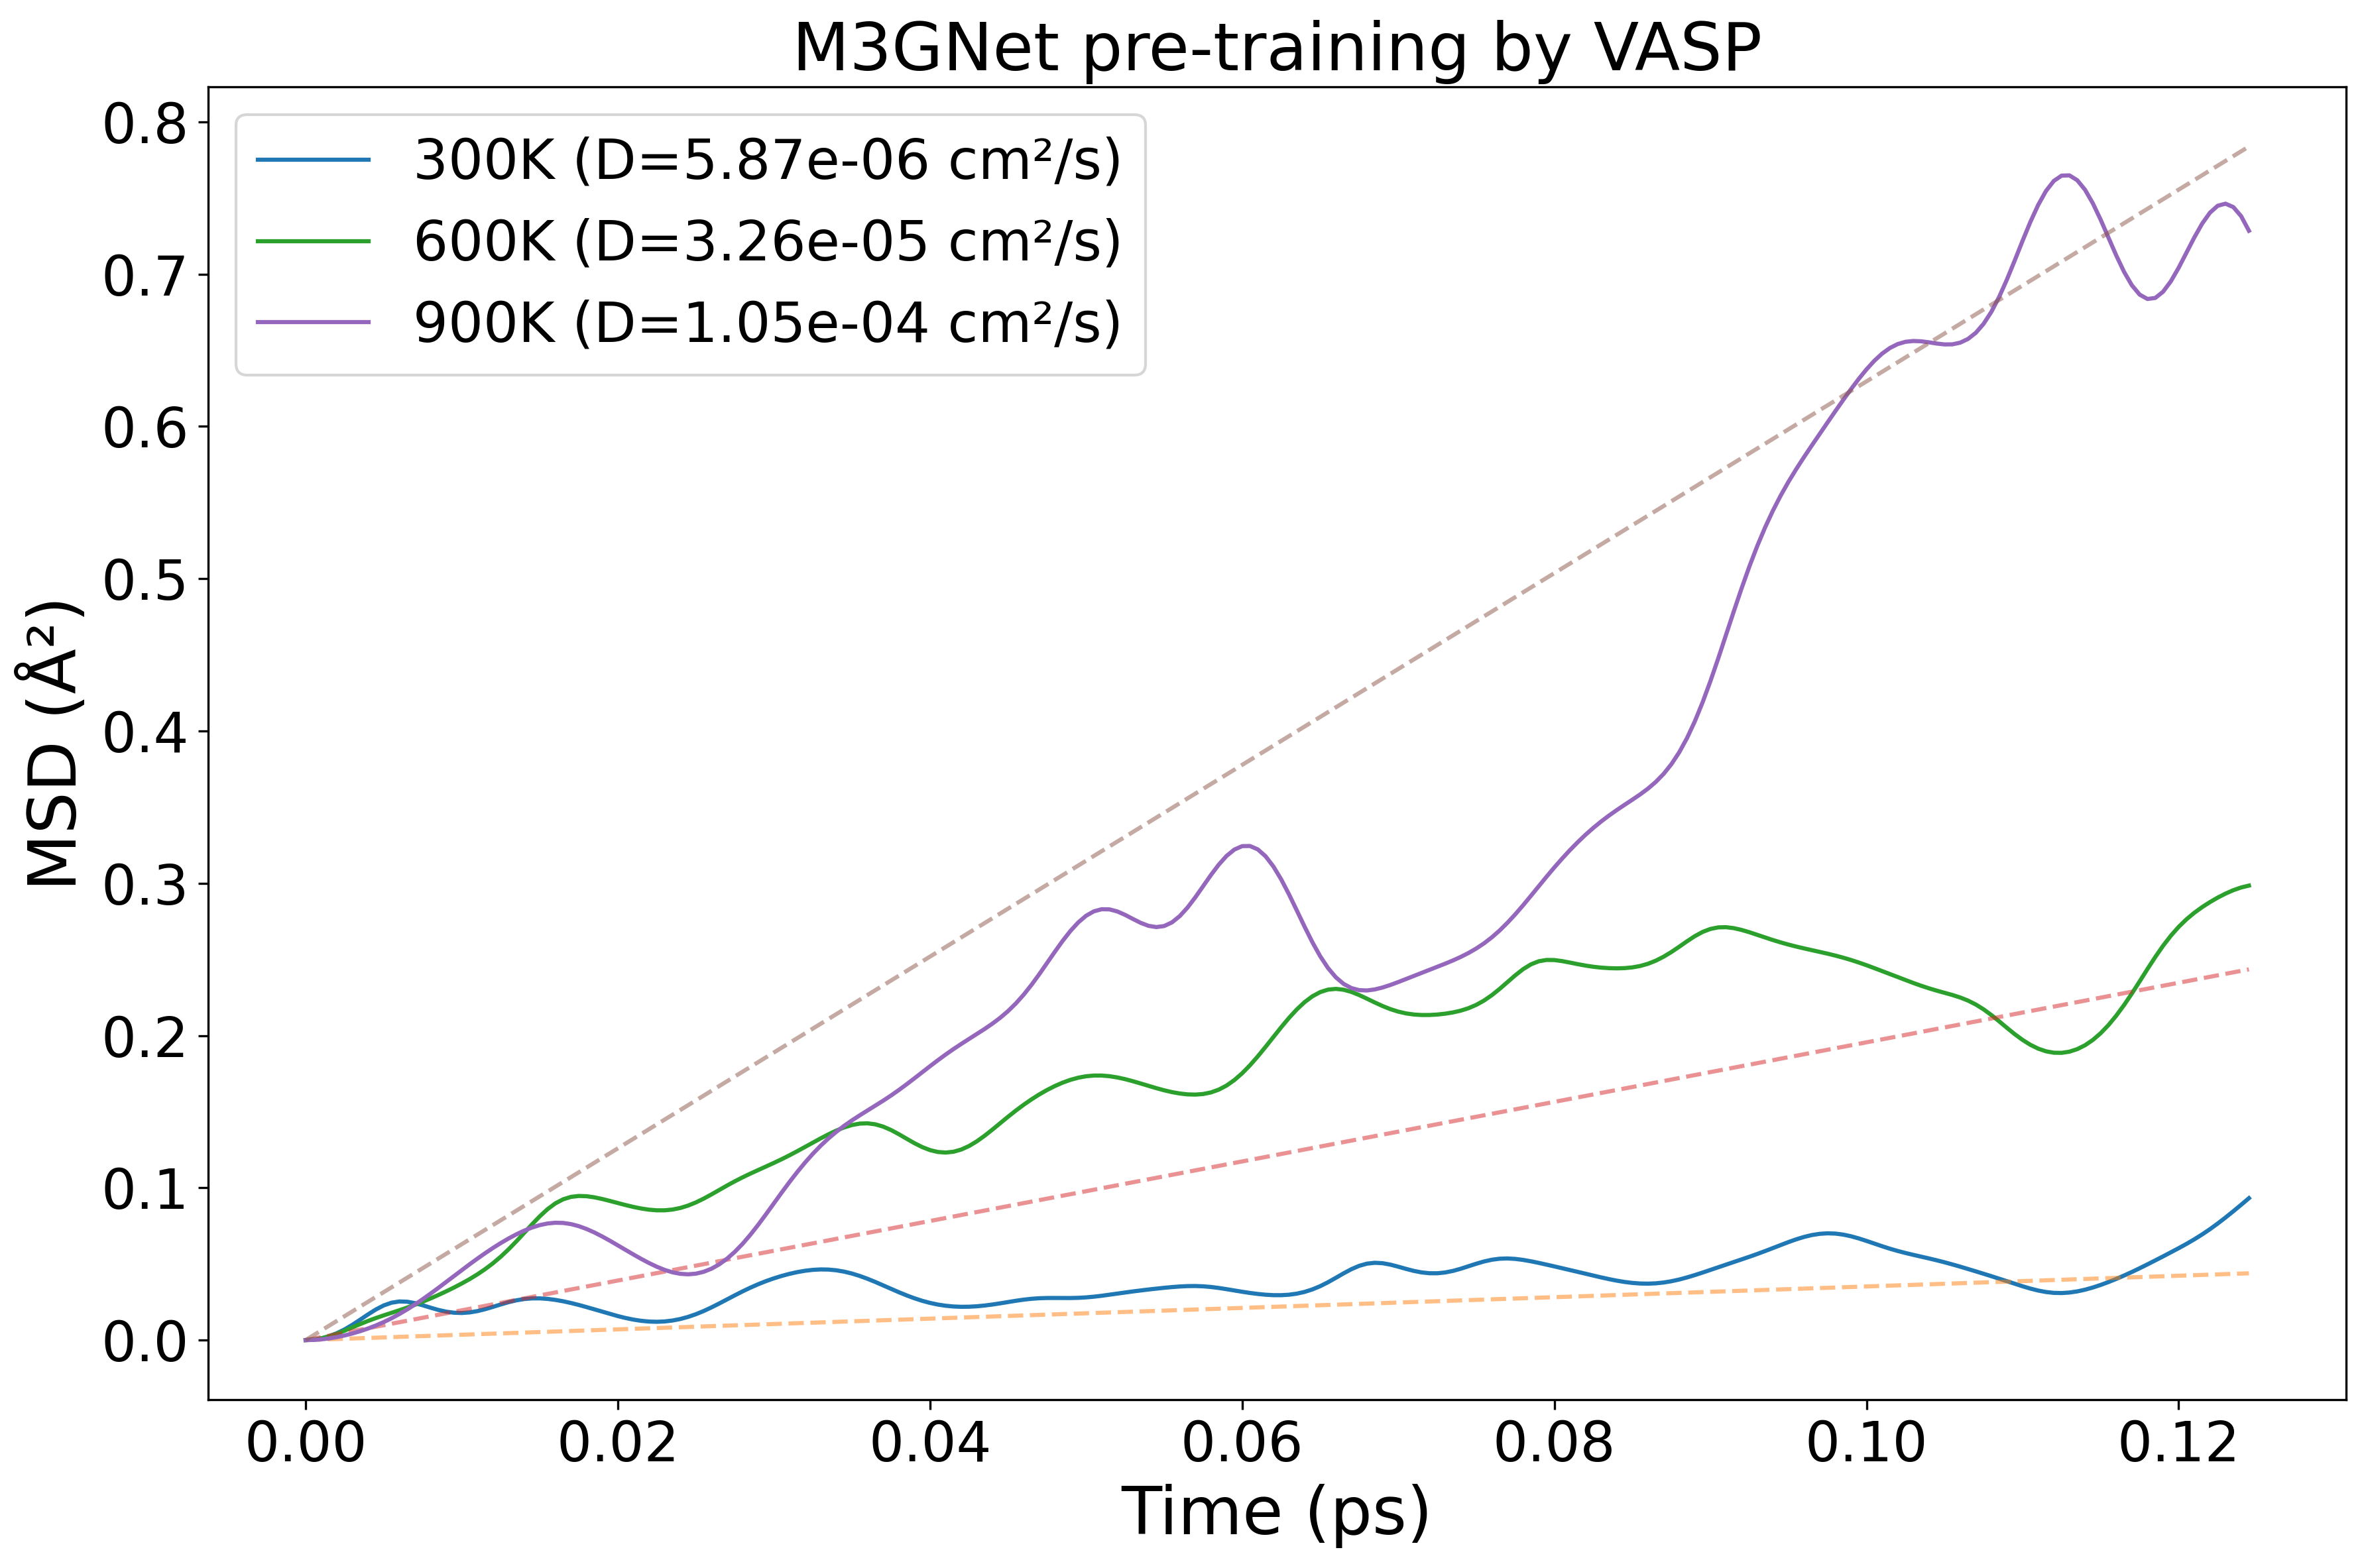 M3GNet pre-training by VASP
300K (D=5.87e-06 cm²/s)
600K (D=3.26e-05 cm²/s)
900K (D=1.05e-04 cm²/s)
MSD (Å²)
0.8
0.7
0.6
0.5
0.4
0.3
0.2
0.1
0.0
0.00 0.02 0.04 0.06 0.08 0.10 0.12
Time (ps)